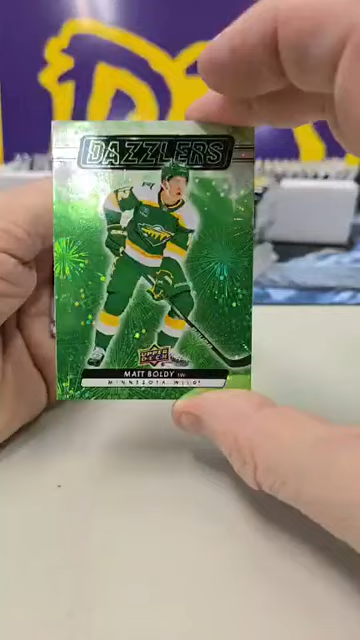 DAZZLERS
UPPER
DECK
MATT BOLDY
MINNESOTA WILD